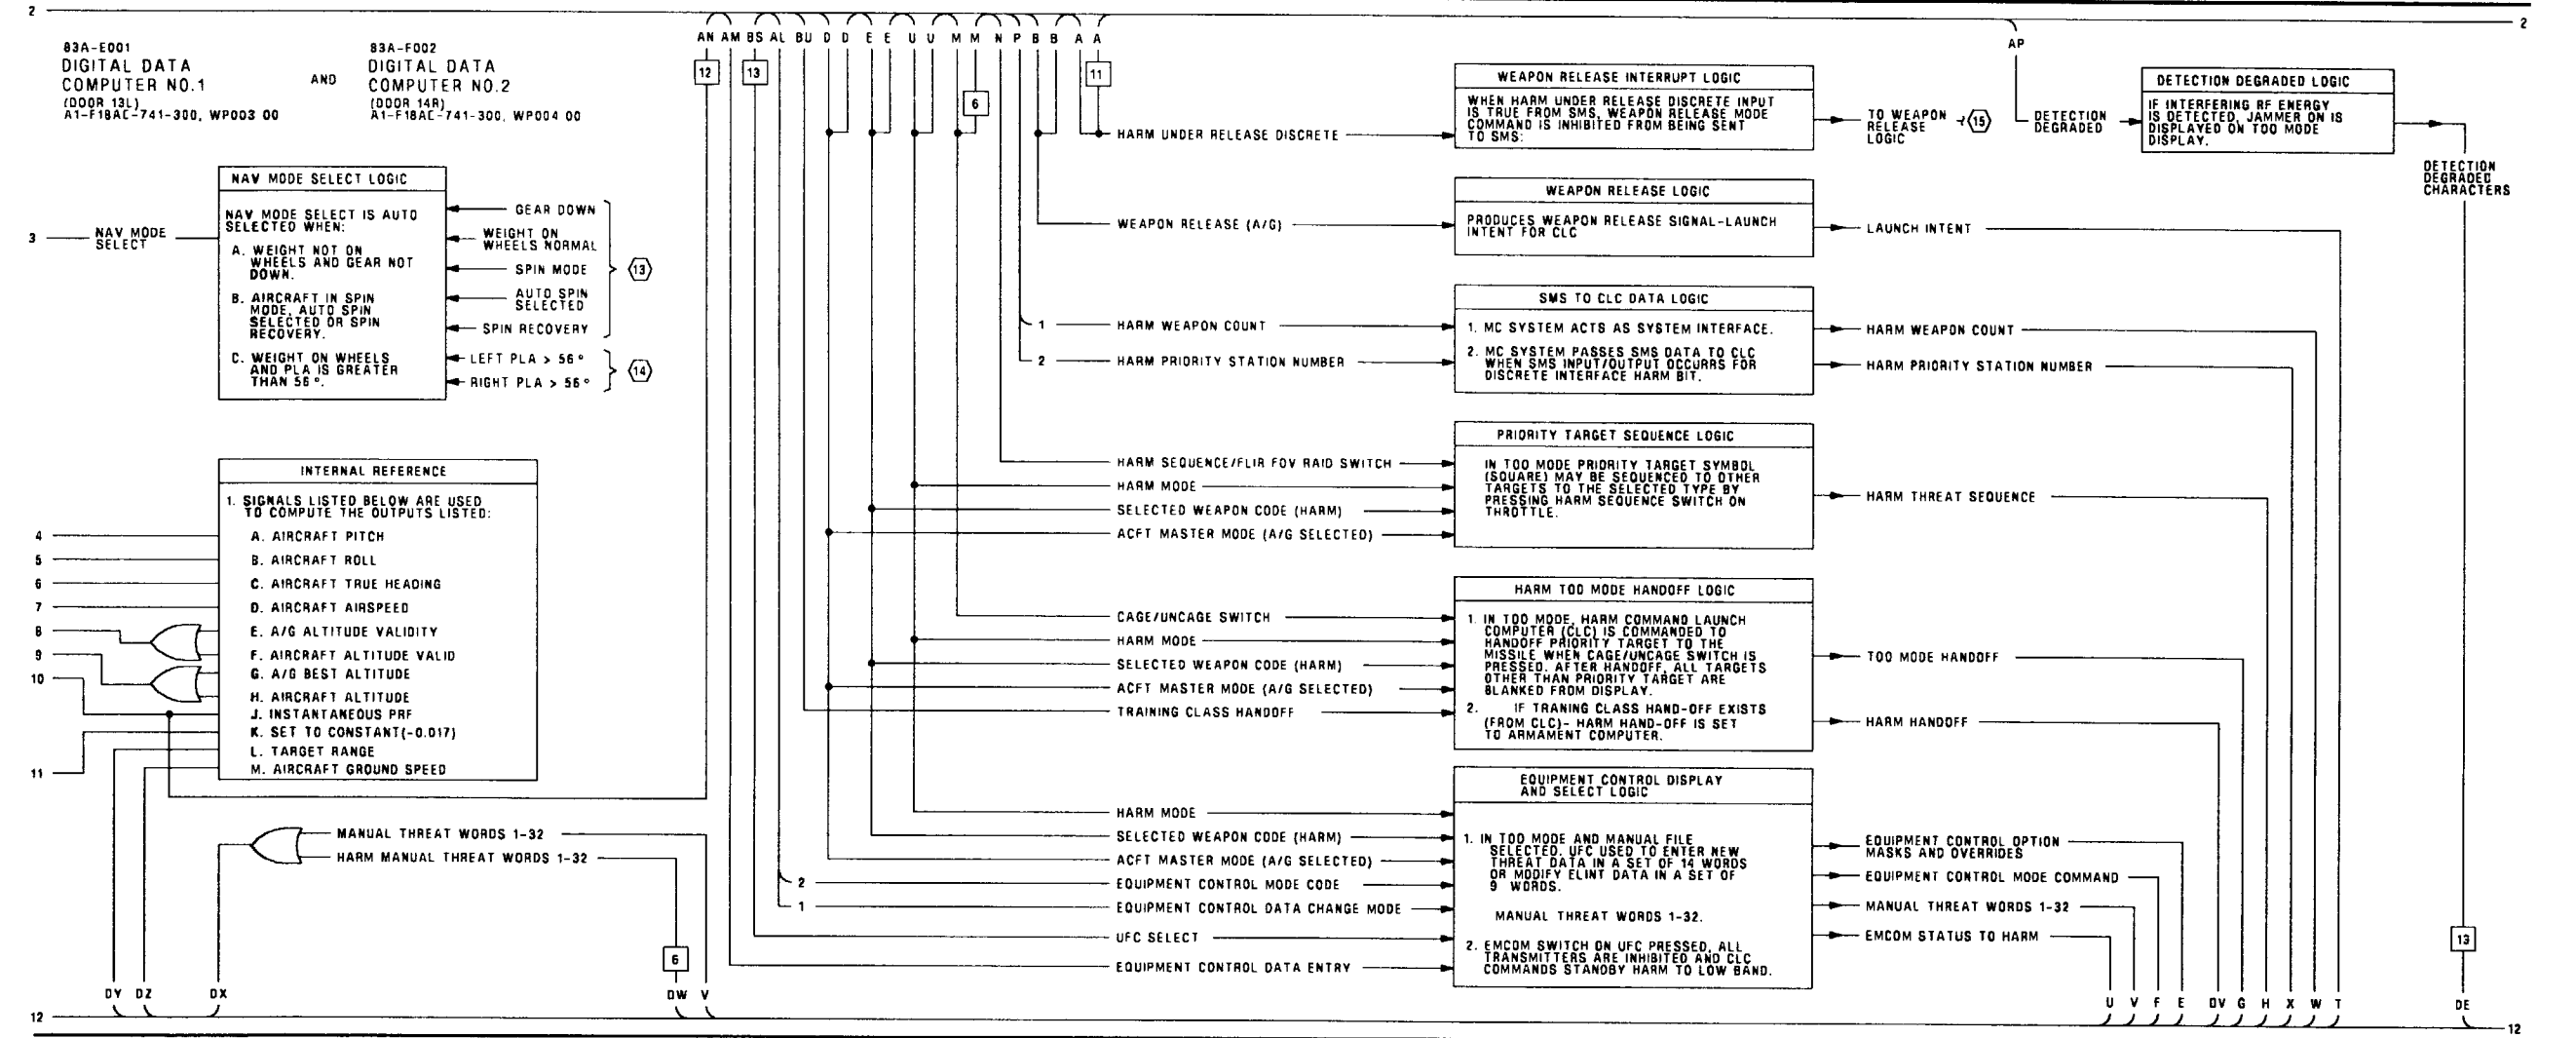 2
2
83A-E001
DIGITAL DATA
COMPUTER NO.1
(DOOR 13L)
A1-F18AC-741-300, WP003 00
AND
83A-F002
DIGITAL DATA
COMPUTER NO.2
(DOOR 14R)
A1-F18AC-741-300, WP004 00
AN AM BS AL BU D D E E U U M M N P B B A A
12
13
6
11
AP
NAV MODE SELECT LOGIC
NAV MODE SELECT IS AUTO
SELECTED WHEN:
A. WEIGHT NOT ON
WHEELS AND GEAR NOT
DOWN.
B. AIRCRAFT IN SPIN
MODE, AUTO SPIN
SELECTED OR SPIN
RECOVERY.
C. WEIGHT ON WHEELS
AND PLA IS GREATER
THAN 56°.
3
NAV MODE
SELECT
GEAR DOWN
WEIGHT ON
WHEELS NORMAL
SPIN MODE
AUTO SPIN
SELECTED
SPIN RECOVERY
13
LEFT PLA > 56°
RIGHT PLA > 56°
14
INTERNAL REFERENCE
1. SIGNALS LISTED BELOW ARE USED
TO COMPUTE THE OUTPUTS LISTED:
4
A. AIRCRAFT PITCH
5
B. AIRCRAFT ROLL
6
C. AIRCRAFT TRUE HEADING
7
D. AIRCRAFT AIRSPEED
8
E. A/G ALTITUDE VALIDITY
9
F. AIRCRAFT ALTITUDE VALID
G. A/G BEST ALTITUDE
10
H. AIRCRAFT ALTITUDE
J. INSTANTANEOUS PRF
K. SET TO CONSTANT(-0.017)
L. TARGET RANGE
11
M. AIRCRAFT GROUND SPEED
MANUAL THREAT WORDS 1-32
HARM MANUAL THREAT WORDS 1-32
6
DY DZ DX DW V
HARM UNDER RELEASE DISCRETE
WEAPON RELEASE INTERRUPT LOGIC
WHEN HARM UNDER RELEASE DISCRETE INPUT
IS TRUE FROM SMS, WEAPON RELEASE MODE
COMMAND IS INHIBITED FROM BEING SENT
TO SMS:
TO WEAPON
RELEASE
LOGIC
15
DETECTION
DEGRADED
DETECTION DEGRADED LOGIC
IF INTERFERING RF ENERGY
IS DETECTED, JAMMER ON IS
DISPLAYED ON TOO MODE
DISPLAY.
DETECTION
DEGRADED
CHARACTERS
WEAPON RELEASE (A/G)
WEAPON RELEASE LOGIC
PRODUCES WEAPON RELEASE SIGNAL-LAUNCH
INTENT FOR CLC
LAUNCH INTENT
1
HARM WEAPON COUNT
2
HARM PRIORITY STATION NUMBER
SMS TO CLC DATA LOGIC
1. MC SYSTEM ACTS AS SYSTEM INTERFACE.
2. MC SYSTEM PASSES SMS DATA TO CLC
WHEN SMS INPUT/OUTPUT OCCURRS FOR
DISCRETE INTERFACE HARM BIT.
HARM WEAPON COUNT
HARM PRIORITY STATION NUMBER
HARM SEQUENCE/FLIR FOV RAID SWITCH
HARM MODE
SELECTED WEAPON CODE (HARM)
ACFT MASTER MODE (A/G SELECTED)
PRIORITY TARGET SEQUENCE LOGIC
IN TOO MODE PRIORITY TARGET SYMBOL
(SQUARE) MAY BE SEQUENCED TO OTHER
TARGETS TO THE SELECTED TYPE BY
PRESSING HARM SEQUENCE SWITCH ON
THROTTLE.
HARM THREAT SEQUENCE
CAGE/UNCAGE SWITCH
HARM MODE
SELECTED WEAPON CODE (HARM)
ACFT MASTER MODE (A/G SELECTED)
TRAINING CLASS HANDOFF
HARM TOO MODE HANDOFF LOGIC
1. IN TOO MODE, HARM COMMAND LAUNCH
COMPUTER (CLC) IS COMMANDED TO
HANDOFF PRIORITY TARGET TO THE
MISSILE WHEN CAGE/UNCAGE SWITCH IS
PRESSED. AFTER HANDOFF, ALL TARGETS
OTHER THAN PRIORITY TARGET ARE
BLANKED FROM DISPLAY.
2. IF TRANING CLASS HAND-OFF EXISTS
(FROM CLC)- HARM HAND-OFF IS SET
TO ARMAMENT COMPUTER.
TOO MODE HANDOFF
HARM HANDOFF
HARM MODE
SELECTED WEAPON CODE (HARM)
ACFT MASTER MODE (A/G SELECTED)
2
EQUIPMENT CONTROL MODE CODE
1
EQUIPMENT CONTROL DATA CHANGE MODE
UFC SELECT
EQUIPMENT CONTROL DATA ENTRY
EQUIPMENT CONTROL DISPLAY
AND SELECT LOGIC
1. IN TOO MODE AND MANUAL FILE
SELECTED, UFC USED TO ENTER NEW
THREAT DATA IN A SET OF 14 WORDS
OR MODIFY ELINT DATA IN A SET OF
9 WORDS.
MANUAL THREAT WORDS 1-32.
2. EMCOM SWITCH ON UFC PRESSED, ALL
TRANSMITTERS ARE INHIBITED AND CLC
COMMANDS STANDBY HARM TO LOW BAND.
EQUIPMENT CONTROL OPTION
MASKS AND OVERRIDES
EQUIPMENT CONTROL MODE COMMAND
MANUAL THREAT WORDS 1-32
EMCOM STATUS TO HARM
13
U V F E DV G H X W T DE
12
12